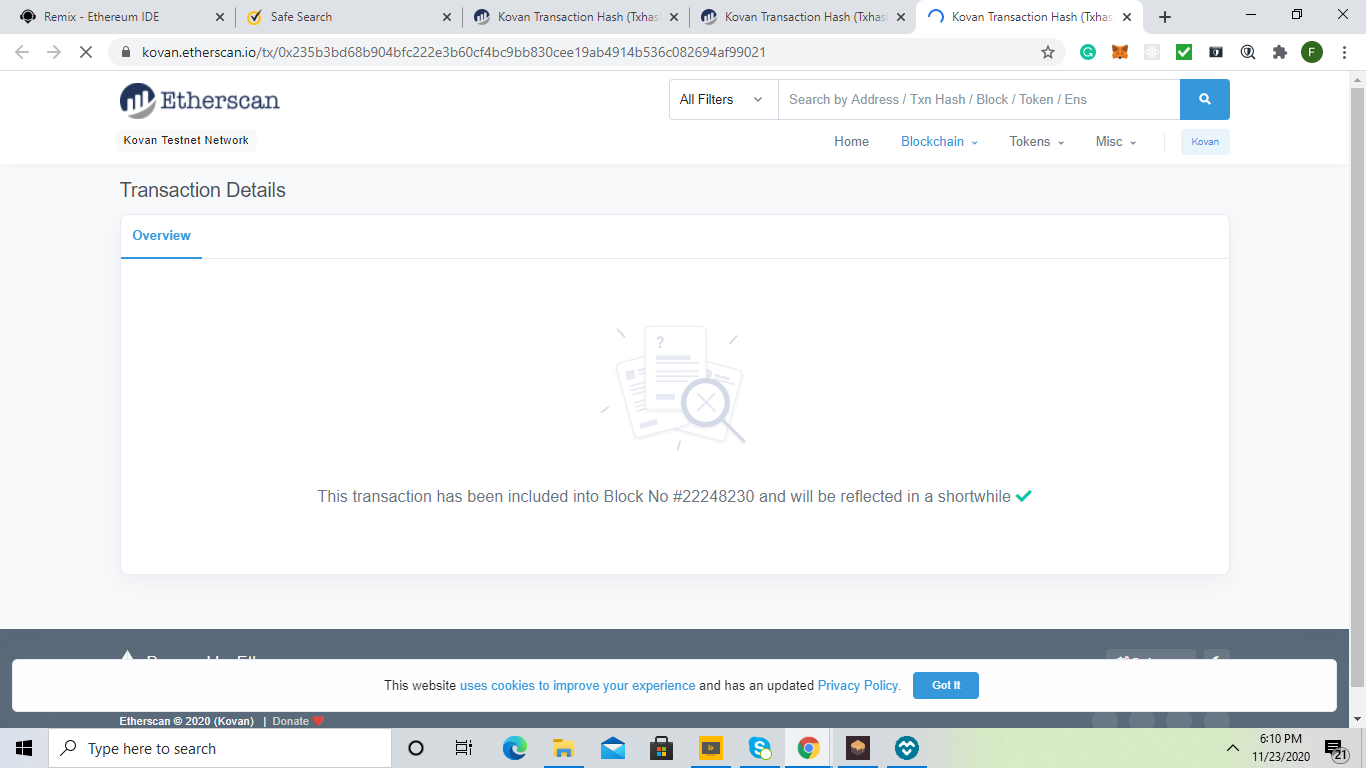 Remix - Ethereum IDE
Safe Search
Kovan Transaction Hash (Txhas
Kovan Transaction Hash (Txhas
Kovan Transaction Hash (Txhas
kovan.etherscan.io/tx/0x235b3bd68b904bfc222e3b60cf4bc9bb830cee19ab4914b536c082694af99021
F
Etherscan
All Filters
Search by Address / Txn Hash / Block / Token / Ens
Kovan Testnet Network
Home Blockchain Tokens Misc Kovan
Transaction Details
Overview
?
This transaction has been included into Block No #22248230 and will be reflected in a shortwhile
This website uses cookies to improve your experience and has an updated Privacy Policy.
Got It
Etherscan © 2020 (Kovan) | Donate
Type here to search
6:10 PM
11/23/2020
21